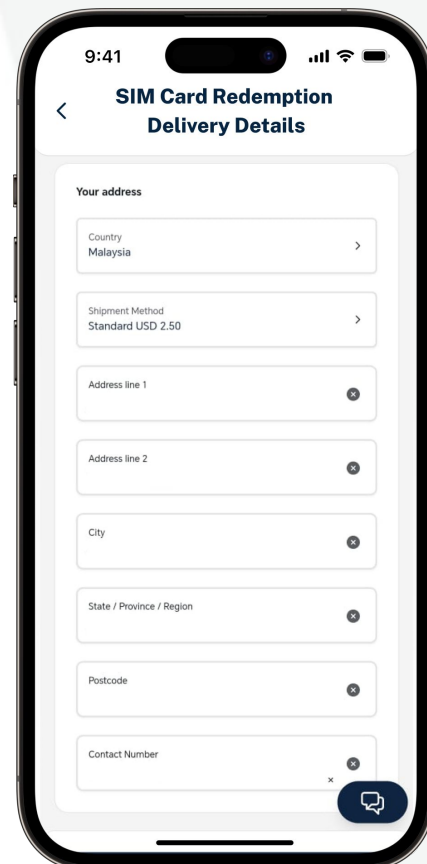 9:41
SIM Card Redemption
Delivery Details
Your address
Country
Malaysia
Shipment Method
Standard USD 2.50
Address line 1
Address line 2
City
State / Province / Region
Postcode
Contact Number